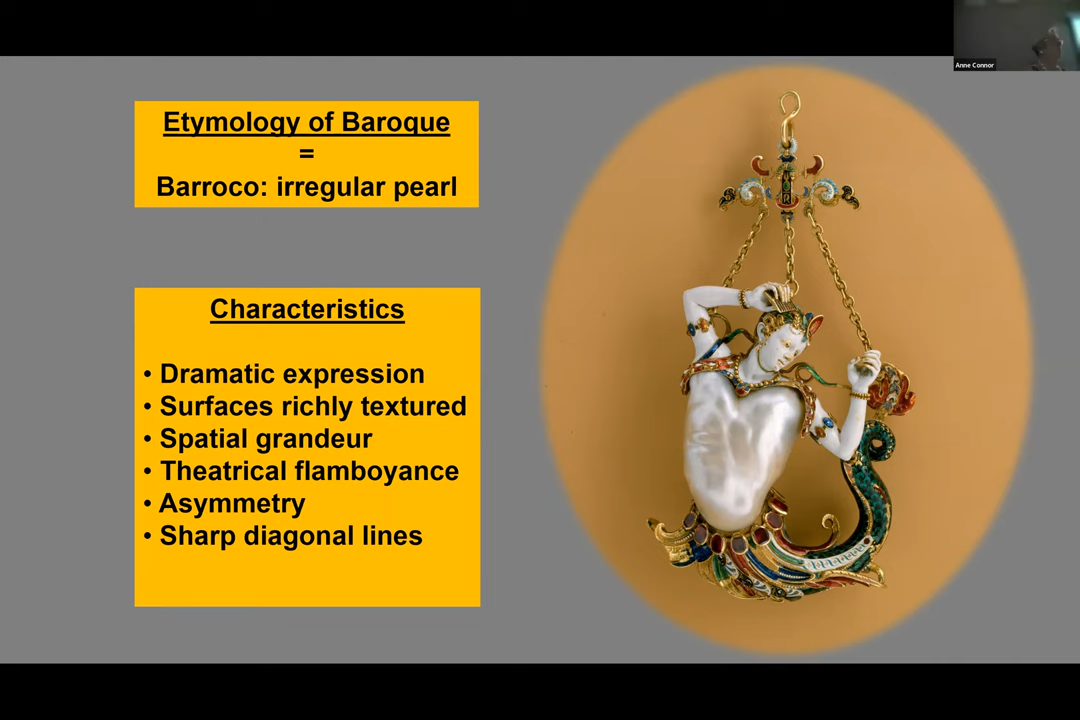 Anne Connor
Etymology of Baroque
=
Barroco: irregular pearl
Characteristics
• Dramatic expression
• Surfaces richly textured
• Spatial grandeur
• Theatrical flamboyance
• Asymmetry
• Sharp diagonal lines